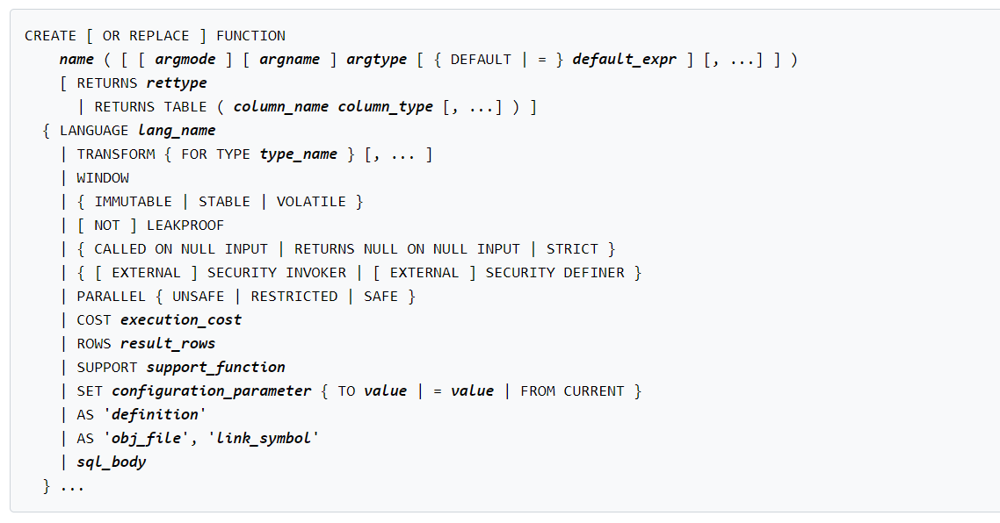 CREATE [ OR REPLACE ] FUNCTION
name ( [ [ argmode ] [ argname ] argtype [ { DEFAULT | = } default_expr ] [, ...] ] )
[ RETURNS rettype
| RETURNS TABLE ( column_name column_type [, ...] ) ]
{ LANGUAGE lang_name
| TRANSFORM { FOR TYPE type_name } [, ... ]
| WINDOW
| { IMMUTABLE | STABLE | VOLATILE }
| [ NOT ] LEAKPROOF
| { CALLED ON NULL INPUT | RETURNS NULL ON NULL INPUT | STRICT }
| { [ EXTERNAL ] SECURITY INVOKER | [ EXTERNAL ] SECURITY DEFINER }
| PARALLEL { UNSAFE | RESTRICTED | SAFE }
| COST execution_cost
| ROWS result_rows
| SUPPORT support_function
| SET configuration_parameter { TO value | = value | FROM CURRENT }
| AS 'definition'
| AS 'obj_file', 'link_symbol'
| sql_body
} ...